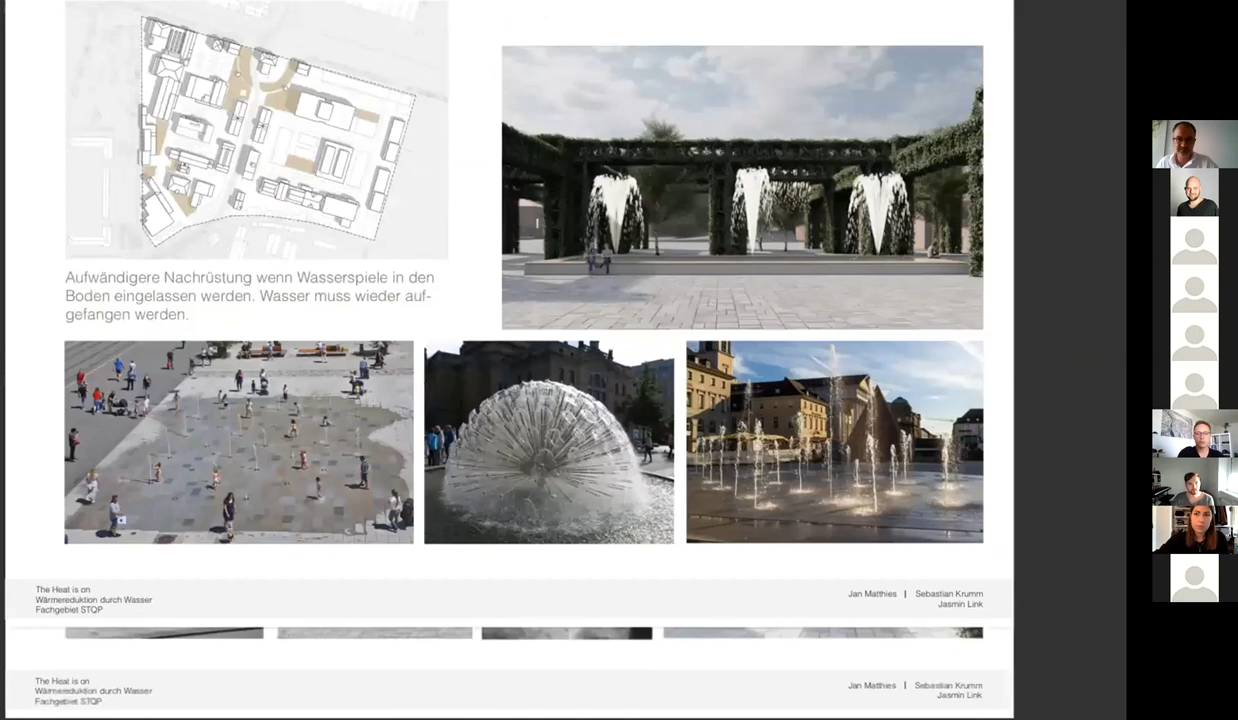 Aufwändigere Nachrüstung wenn Wasserspiele in den
Boden eingelassen werden. Wasser muss wieder auf-
gefangen werden.
The Heat is on
Wärmereduktion durch Wasser
Fachgebiet STQP
Jan Matthies | Sebastian Krumm
Jasmin Link
The Heat is on
Wärmereduktion durch Wasser
Fachgebiet STQP
Jan Matthies | Sebastian Krumm
Jasmin Link